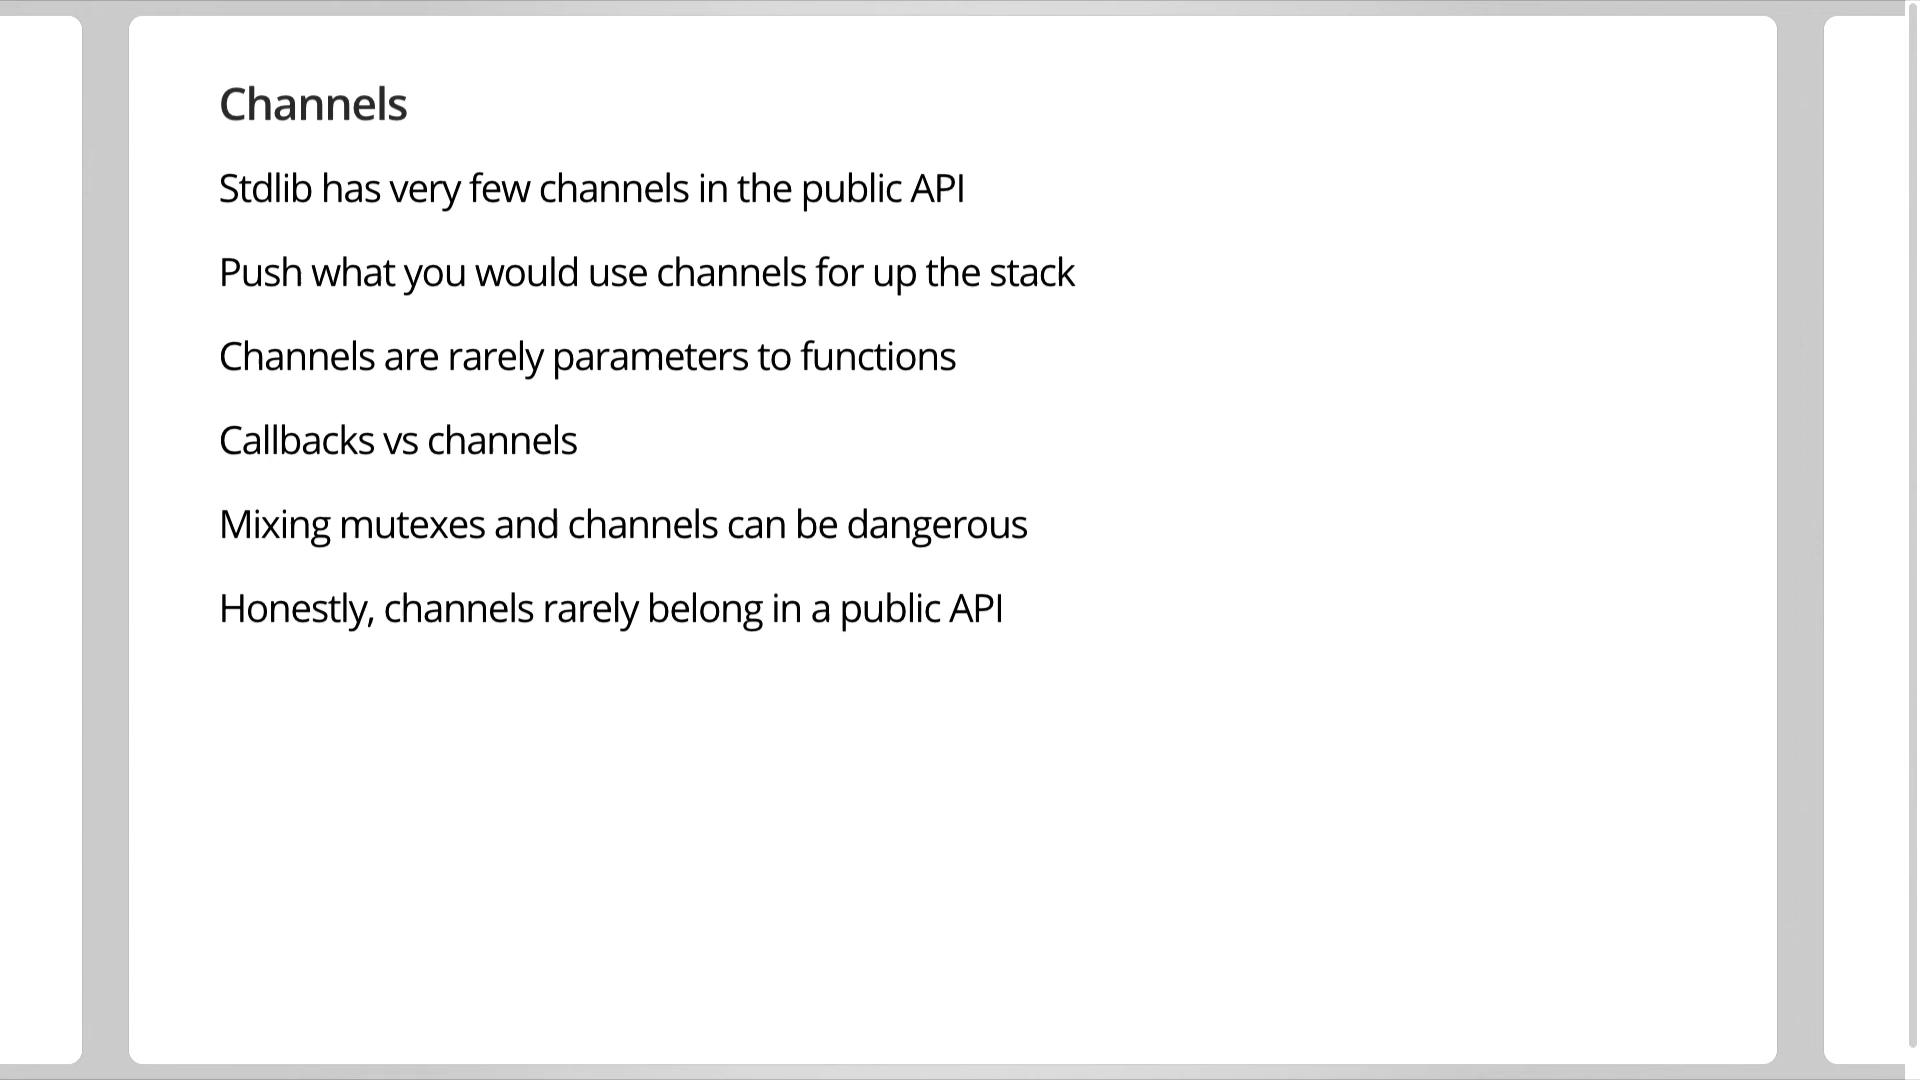 Channels
Stdlib has very few channels in the public API
Push what you would use channels for up the stack
Channels are rarely parameters to functions
Callbacks vs channels
Mixing mutexes and channels can be dangerous
Honestly, channels rarely belong in a public API